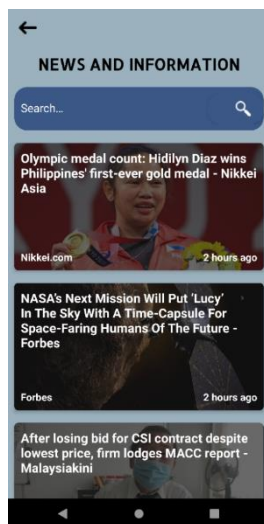 NEWS AND INFORMATION
Search...
Olympic medal count: Hidilyn Diaz wins
Philippines' first-ever gold medal - Nikkei
Asia
Nikkei.com 2 hours ago
NASA's Next Mission Will Put 'Lucy'
In The Sky With A Time-Capsule For
Space-Faring Humans Of The Future -
Forbes
Forbes 2 hours ago
After losing bid for CSI contract despite
lowest price, firm lodges MACC report -
Malaysiakini